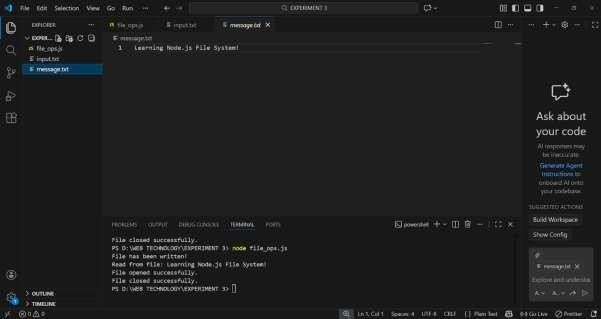 File Edit Selection View Go Run ···
EXPERIMENT 3
EXPLORER
EXPER...
file_ops.js
input.txt
message.txt
OUTLINE
TIMELINE
JS file_ops.js
input.txt
message.txt
message.txt
1 Learning Node.js File System!
PROBLEMS OUTPUT DEBUG CONSOLE TERMINAL PORTS
powershell
File closed successfully.
PS D:\WEB TECHNOLOGY\EXPERIMENT 3> node file_ops.js
File has been written!
Read from file: Learning Node.js File System!
File opened successfully.
File closed successfully.
PS D:\WEB TECHNOLOGY\EXPERIMENT 3>
Ask about
your code
AI responses may
be inaccurate.
Generate Agent
Instructions to
onboard AI onto
your codebase.
SUGGESTED ACTIONS
Build Workspace
Show Config
message.txt
Explore and understa
0 0
Ln 1, Col 1 Spaces: 4 UTF-8 CRLF {} Plain Text Go Live Prettier